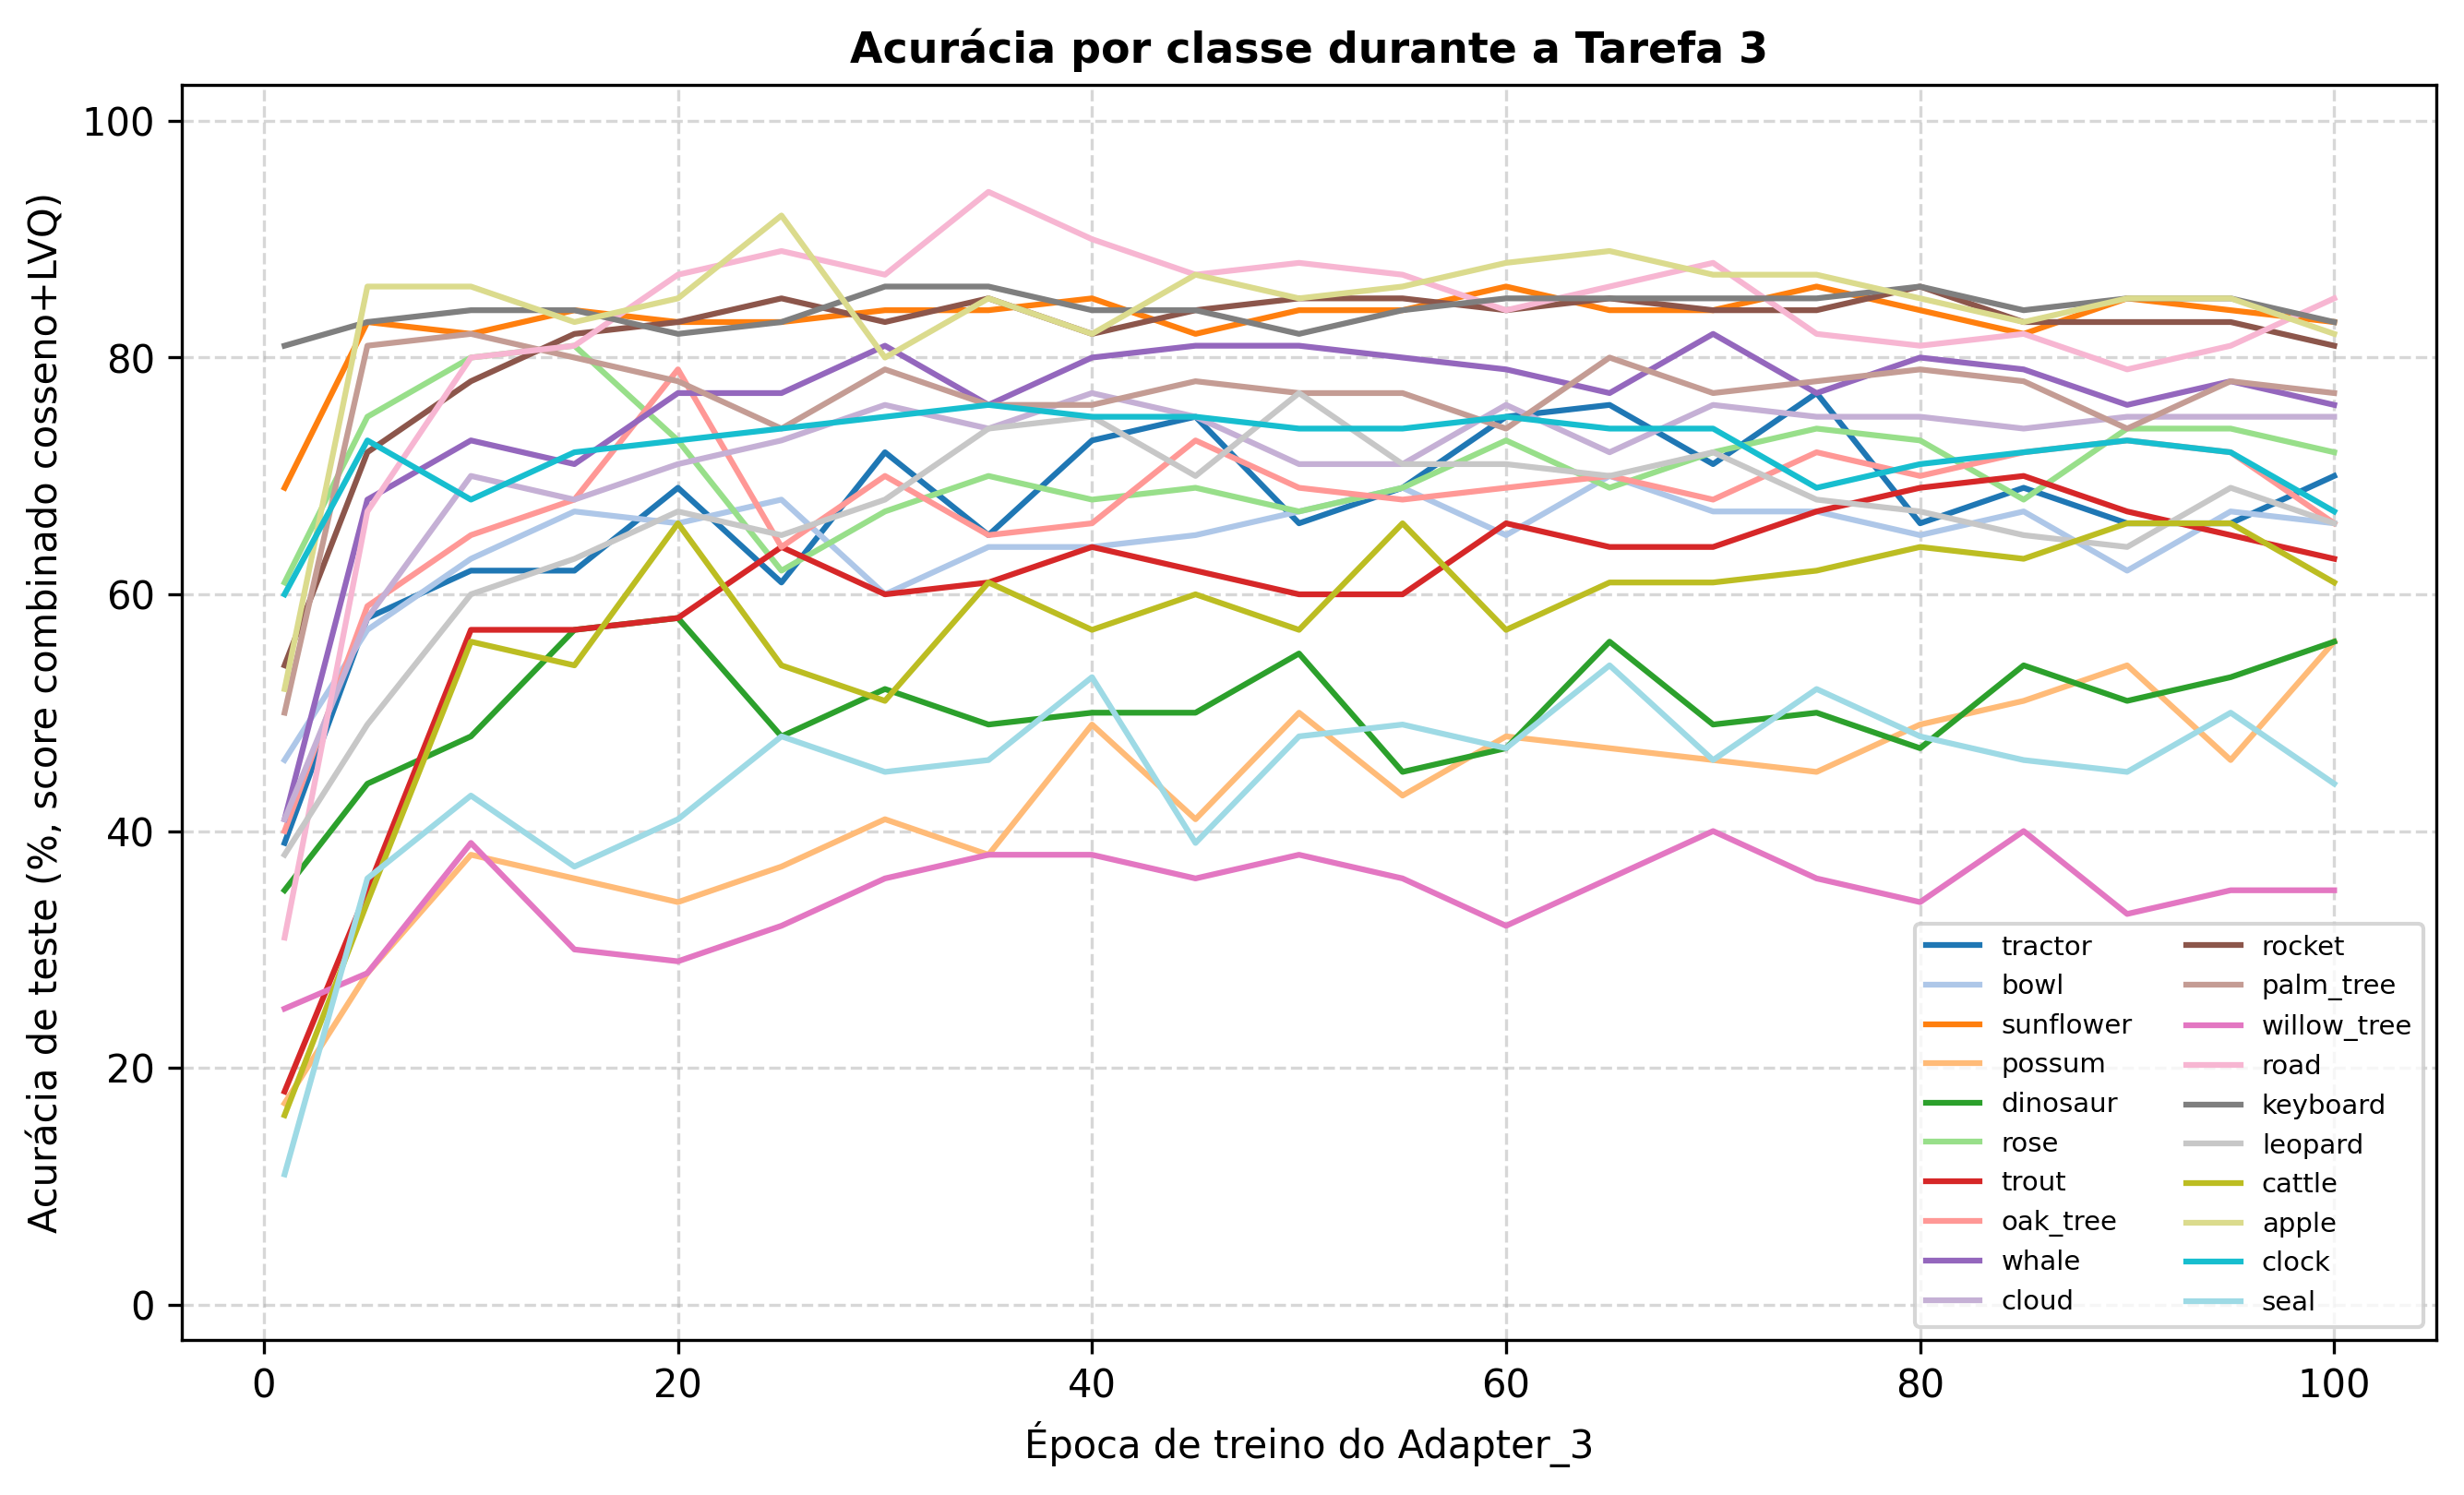 Acurácia por classe durante a Tarefa 3
Acurácia de teste (%, score combinado cosseno+LVQ)
100
80
60
40
20
0
0 20 40 60 80 100
Época de treino do Adapter_3
tractor
bowl
sunflower
possum
dinosaur
rose
trout
oak_tree
whale
cloud
rocket
palm_tree
willow_tree
road
keyboard
leopard
cattle
apple
clock
seal